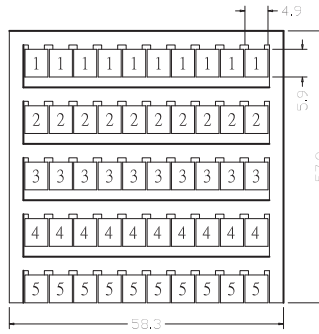 4.9
1 1 1 1 1 1 1 1 1 1
5.9
2 2 2 2 2 2 2 2 2 2
3 3 3 3 3 3 3 3 3 3
4 4 4 4 4 4 4 4 4 4
5 5 5 5 5 5 5 5 5 5
58.3